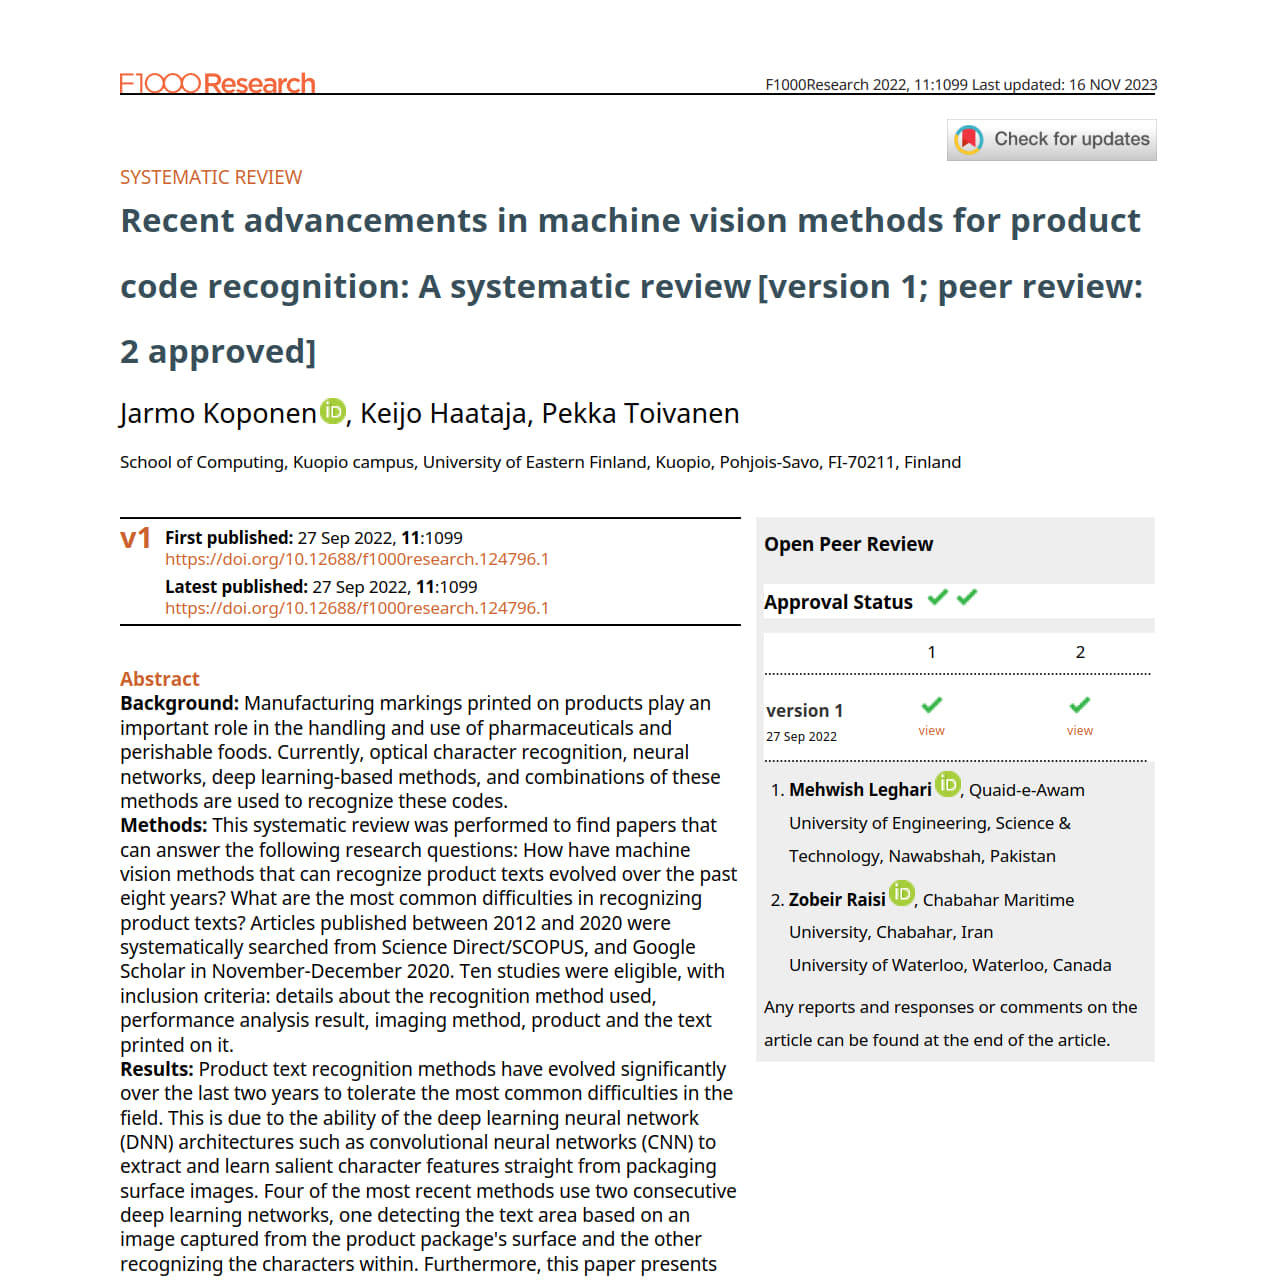 F1000Research
F1000Research 2022, 11:1099 Last updated: 16 NOV 2023
Check for updates
SYSTEMATIC REVIEW
Recent advancements in machine vision methods for product
code recognition: A systematic review [version 1; peer review:
2 approved]
Jarmo Koponen iD, Keijo Haataja, Pekka Toivanen
School of Computing, Kuopio campus, University of Eastern Finland, Kuopio, Pohjois-Savo, FI-70211, Finland
v1 First published: 27 Sep 2022, 11:1099
https://doi.org/10.12688/f1000research.124796.1
Latest published: 27 Sep 2022, 11:1099
https://doi.org/10.12688/f1000research.124796.1
Abstract
Background: Manufacturing markings printed on products play an
important role in the handling and use of pharmaceuticals and
perishable foods. Currently, optical character recognition, neural
networks, deep learning-based methods, and combinations of these
methods are used to recognize these codes.
Methods: This systematic review was performed to find papers that
can answer the following research questions: How have machine
vision methods that can recognize product texts evolved over the past
eight years? What are the most common difficulties in recognizing
product texts? Articles published between 2012 and 2020 were
systematically searched from Science Direct/SCOPUS, and Google
Scholar in November-December 2020. Ten studies were eligible, with
inclusion criteria: details about the recognition method used,
performance analysis result, imaging method, product and the text
printed on it.
Results: Product text recognition methods have evolved significantly
over the last two years to tolerate the most common difficulties in the
field. This is due to the ability of the deep learning neural network
(DNN) architectures such as convolutional neural networks (CNN) to
extract and learn salient character features straight from packaging
surface images. Four of the most recent methods use two consecutive
deep learning networks, one detecting the text area based on an
image captured from the product package's surface and the other
recognizing the characters within. Furthermore, this paper presents
Open Peer Review
Approval Status
1 2
version 1
27 Sep 2022
view view
1. Mehwish Leghari iD, Quaid-e-Awam
University of Engineering, Science &
Technology, Nawabshah, Pakistan
2. Zobeir Raisi iD, Chabahar Maritime
University, Chabahar, Iran
University of Waterloo, Waterloo, Canada
Any reports and responses or comments on the
article can be found at the end of the article.